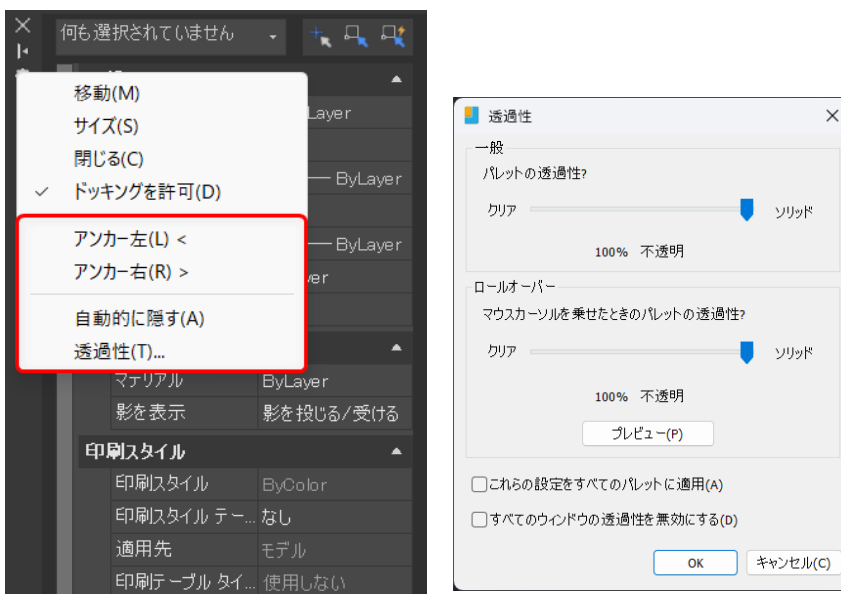 何も選択されていません
移動(M)
サイズ(S)
閉じる(C)
ドッキングを許可(D)
アンカー左(L) <
アンカー右(R) >
自動的に隠す(A)
透過性(T)...
Layer
ByLayer
ByLayer
マテリアル ByLayer
影を表示 影を投じる/受ける
印刷スタイル
印刷スタイル ByColor
印刷スタイル テー... なし
適用先 モデル
印刷テーブル タイ... 使用しない
透過性
一般
パレットの透過性?
クリア ソリッド
100% 不透明
ロールオーバー
マウスカーソルを乗せたときのパレットの透過性?
クリア ソリッド
100% 不透明
プレビュー(P)
これらの設定をすべてのパレットに適用(A)
すべてのウィンドウの透過性を無効にする(D)
OK キャンセル(C)